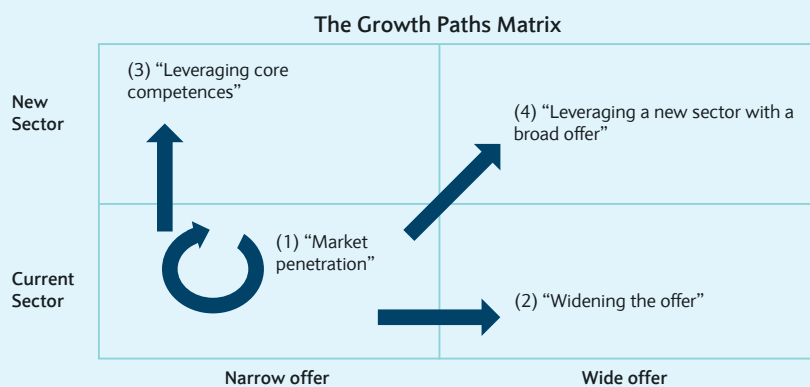 The Growth Paths Matrix
New
Sector
(3) “Leveraging core
competences”
(4) “Leveraging a new sector with a
broad offer”
Current
Sector
(1) “Market
penetration”
(2) “Widening the offer”
Narrow offer
Wide offer